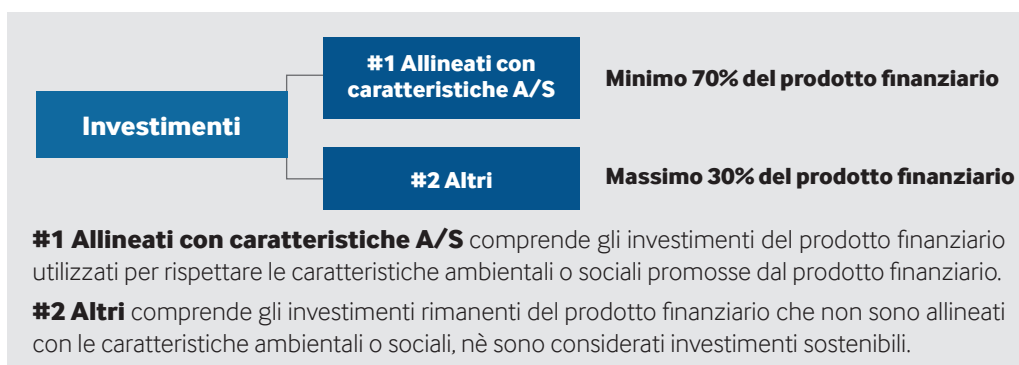 #1 Allineati con
caratteristiche A/S
Minimo 70% del prodotto finanziario
Investimenti
#2 Altri
Massimo 30% del prodotto finanziario
#1 Allineati con caratteristiche A/S comprende gli investimenti del prodotto finanziario
utilizzati per rispettare le caratteristiche ambientali o sociali promosse dal prodotto finanziario.
#2 Altri comprende gli investimenti rimanenti del prodotto finanziario che non sono allineati
con le caratteristiche ambientali o sociali, nè sono considerati investimenti sostenibili.